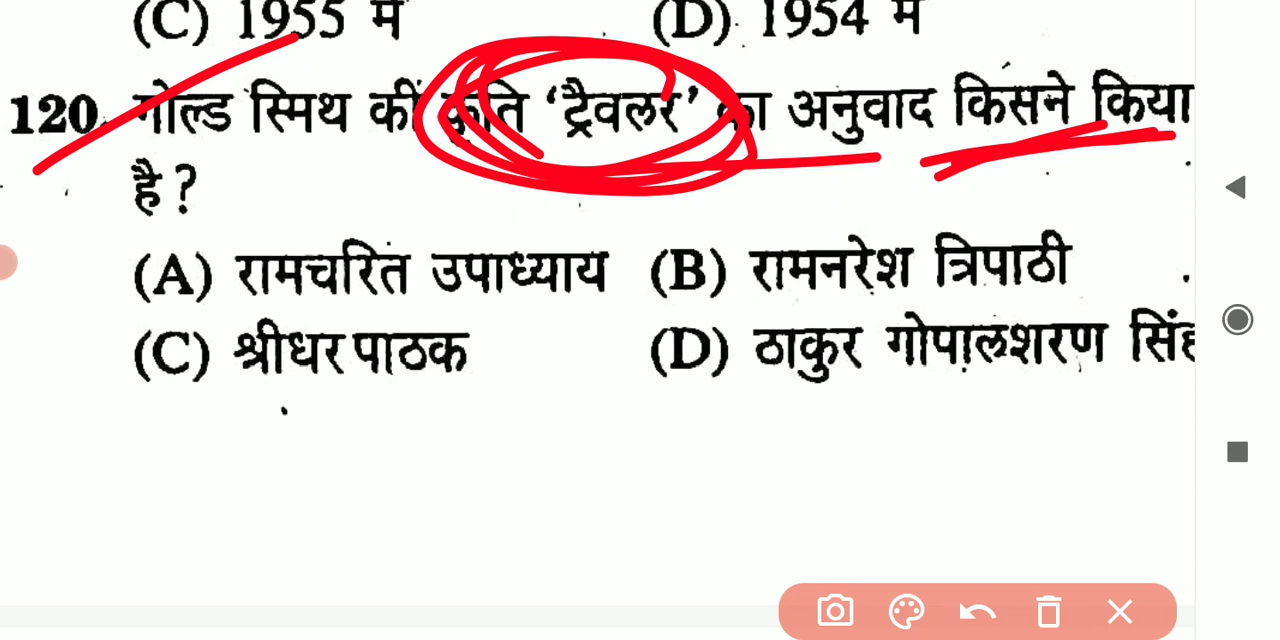 (C) 1955 में (D) 1954 में
120. गोल्ड स्मिथ की कृति ‘ट्रैवलर’ का अनुवाद किसने किया
है ?
(A) रामचरित उपाध्याय (B) रामनरेश त्रिपाठी
(C) श्रीधर पाठक (D) ठाकुर गोपालशरण सिंह